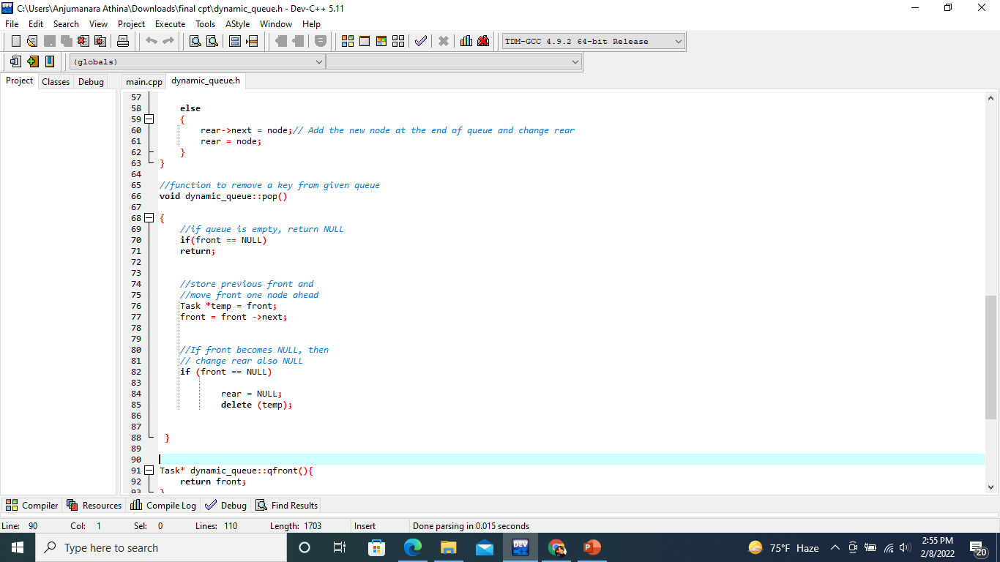 C:\Users\Anjumanara Athina\Downloads\final cpt\dynamic_queue.h - Dev-C++ 5.11
File Edit Search View Project Execute Tools AStyle Window Help
TDM-GCC 4.9.2 64-bit Release
(globals)
Project Classes Debug main.cpp dynamic_queue.h
57
58 else
59 {
60 rear->next = node;// Add the new node at the end of queue and change rear
61 rear = node;
62 }
63 }
64
65 //function to remove a key from given queue
66 void dynamic_queue::pop()
67
68 {
69 //if queue is empty, return NULL
70 if(front == NULL)
71 return;
72
73
74 //store previous front and
75 //move front one node ahead
76 Task *temp = front;
77 front = front ->next;
78
79
80 //If front becomes NULL, then
81 // change rear also NULL
82 if (front == NULL)
83
84 rear = NULL;
85 delete (temp);
86
87
88 }
89
90
91 Task* dynamic_queue::qfront(){
92 return front;
93 }
Compiler Resources Compile Log Debug Find Results
Line: 90 Col: 1 Sel: 0 Lines: 110 Length: 1703 Insert Done parsing in 0.015 seconds
Type here to search
DEV
75°F Haze
2:55 PM
2/8/2022
20